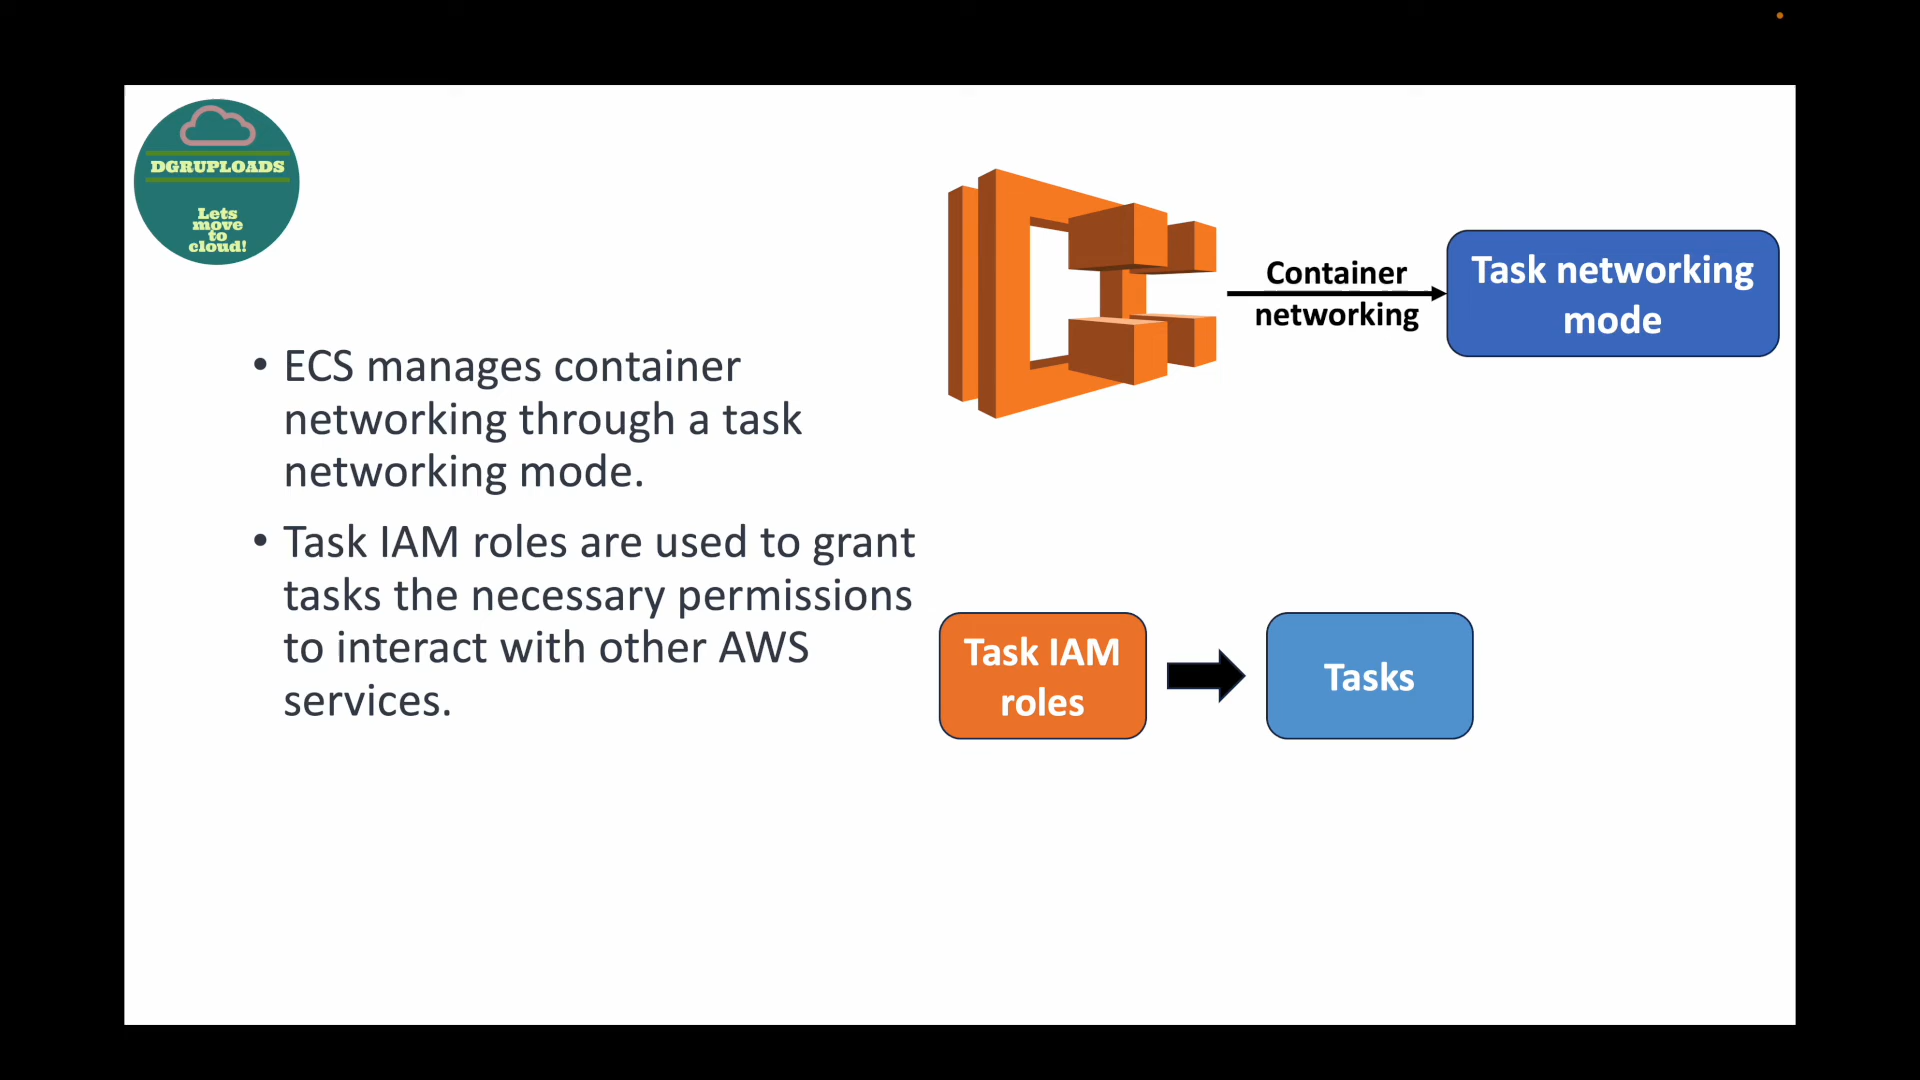 DGRUPLOADS
Lets
move
to
cloud!
• ECS manages container
networking through a task
networking mode.
• Task IAM roles are used to grant
tasks the necessary permissions
to interact with other AWS
services.
Container
networking
Task networking
mode
Task IAM
roles
Tasks